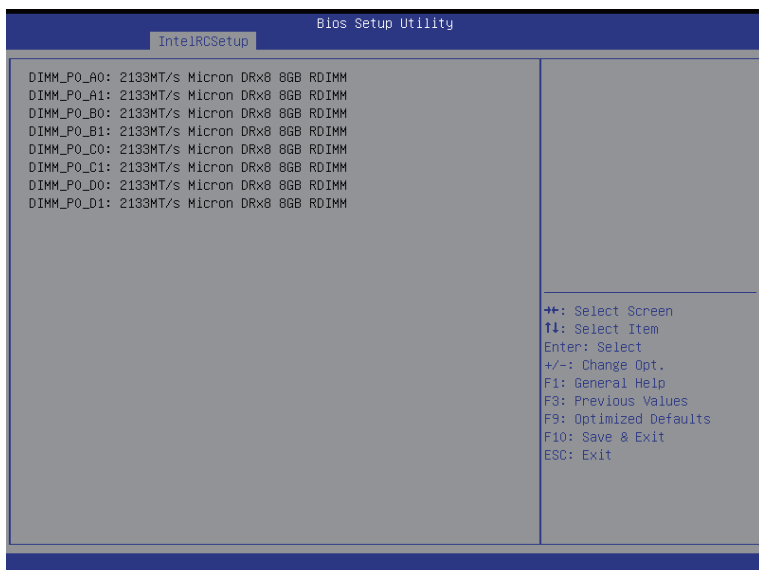 Bios Setup Utility
IntelRCSetup
DIMM_P0_A0: 2133MT/s Micron DRx8 8GB RDIMM
DIMM_P0_A1: 2133MT/s Micron DRx8 8GB RDIMM
DIMM_P0_B0: 2133MT/s Micron DRx8 8GB RDIMM
DIMM_P0_B1: 2133MT/s Micron DRx8 8GB RDIMM
DIMM_P0_C0: 2133MT/s Micron DRx8 8GB RDIMM
DIMM_P0_C1: 2133MT/s Micron DRx8 8GB RDIMM
DIMM_P0_D0: 2133MT/s Micron DRx8 8GB RDIMM
DIMM_P0_D1: 2133MT/s Micron DRx8 8GB RDIMM
→←: Select Screen
↑↓: Select Item
Enter: Select
+/-: Change Opt.
F1: General Help
F3: Previous Values
F9: Optimized Defaults
F10: Save & Exit
ESC: Exit